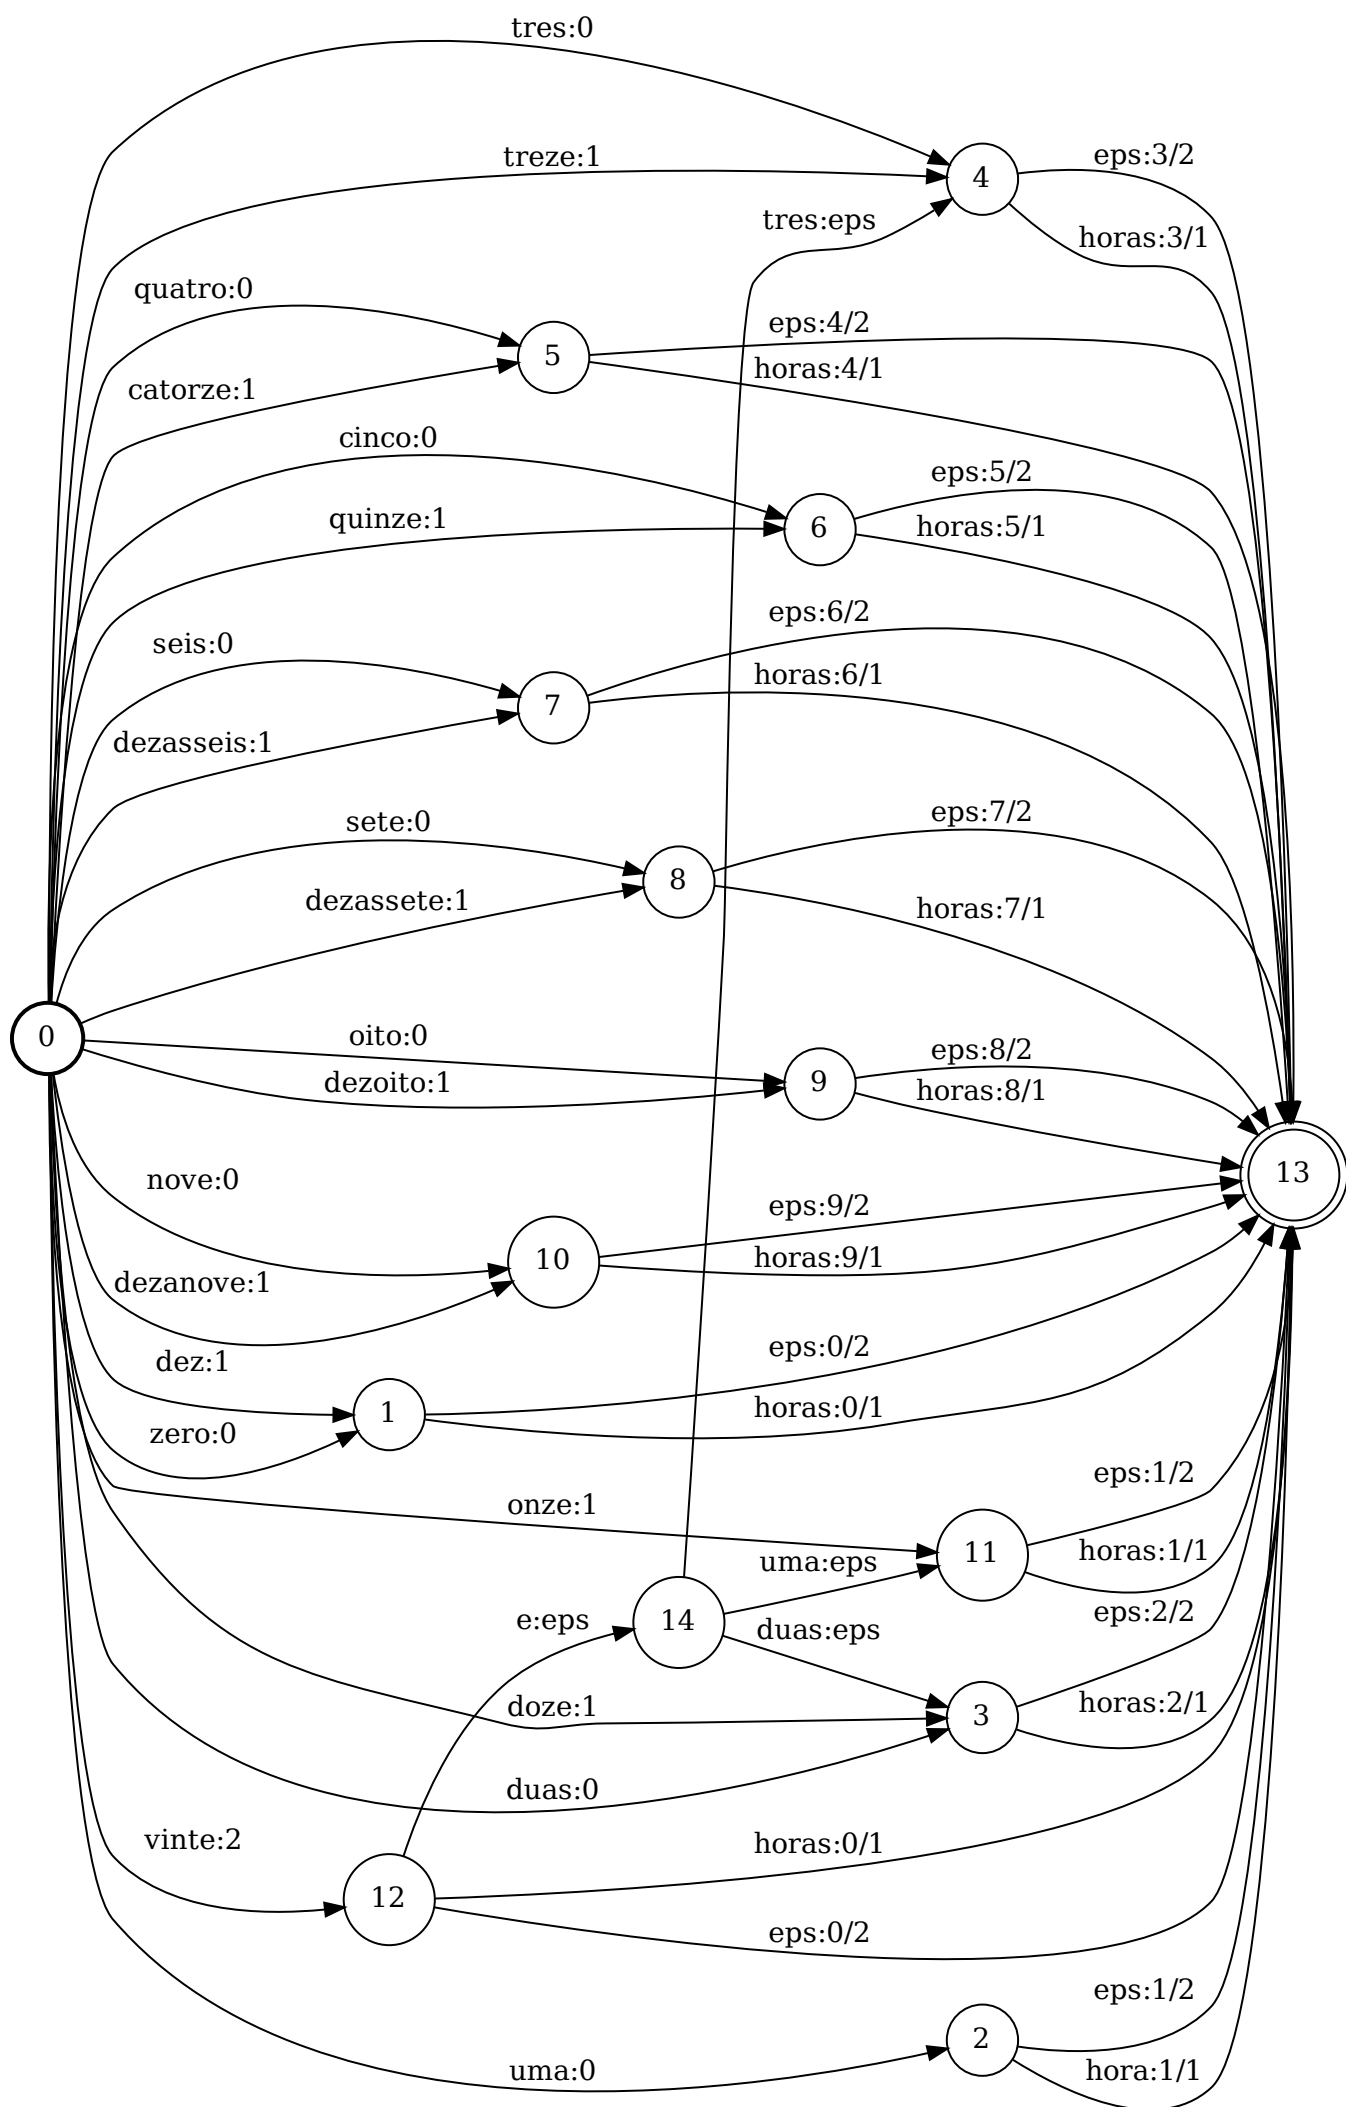 tres:0
eps:3/2
treze:1
4
tres:eps
horas:3/1
quatro:0
eps:4/2
5
horas:4/1
catorze:1
cinco:0
eps:5/2
quinze:1
6
horas:5/1
eps:6/2
seis:0
horas:6/1
7
dezasseis:1
eps:7/2
sete:0
8
dezassete:1
horas:7/1
0
oito:0
eps:8/2
dezoito:1
9
horas:8/1
13
nove:0
eps:9/2
10
horas:9/1
dezanove:1
eps:0/2
dez:1
1
horas:0/1
zero:0
eps:1/2
onze:1
11
horas:1/1
uma:eps
eps:2/2
e:eps
14
duas:eps
doze:1
3
horas:2/1
duas:0
vinte:2
horas:0/1
12
eps:0/2
eps:1/2
2
uma:0
hora:1/1